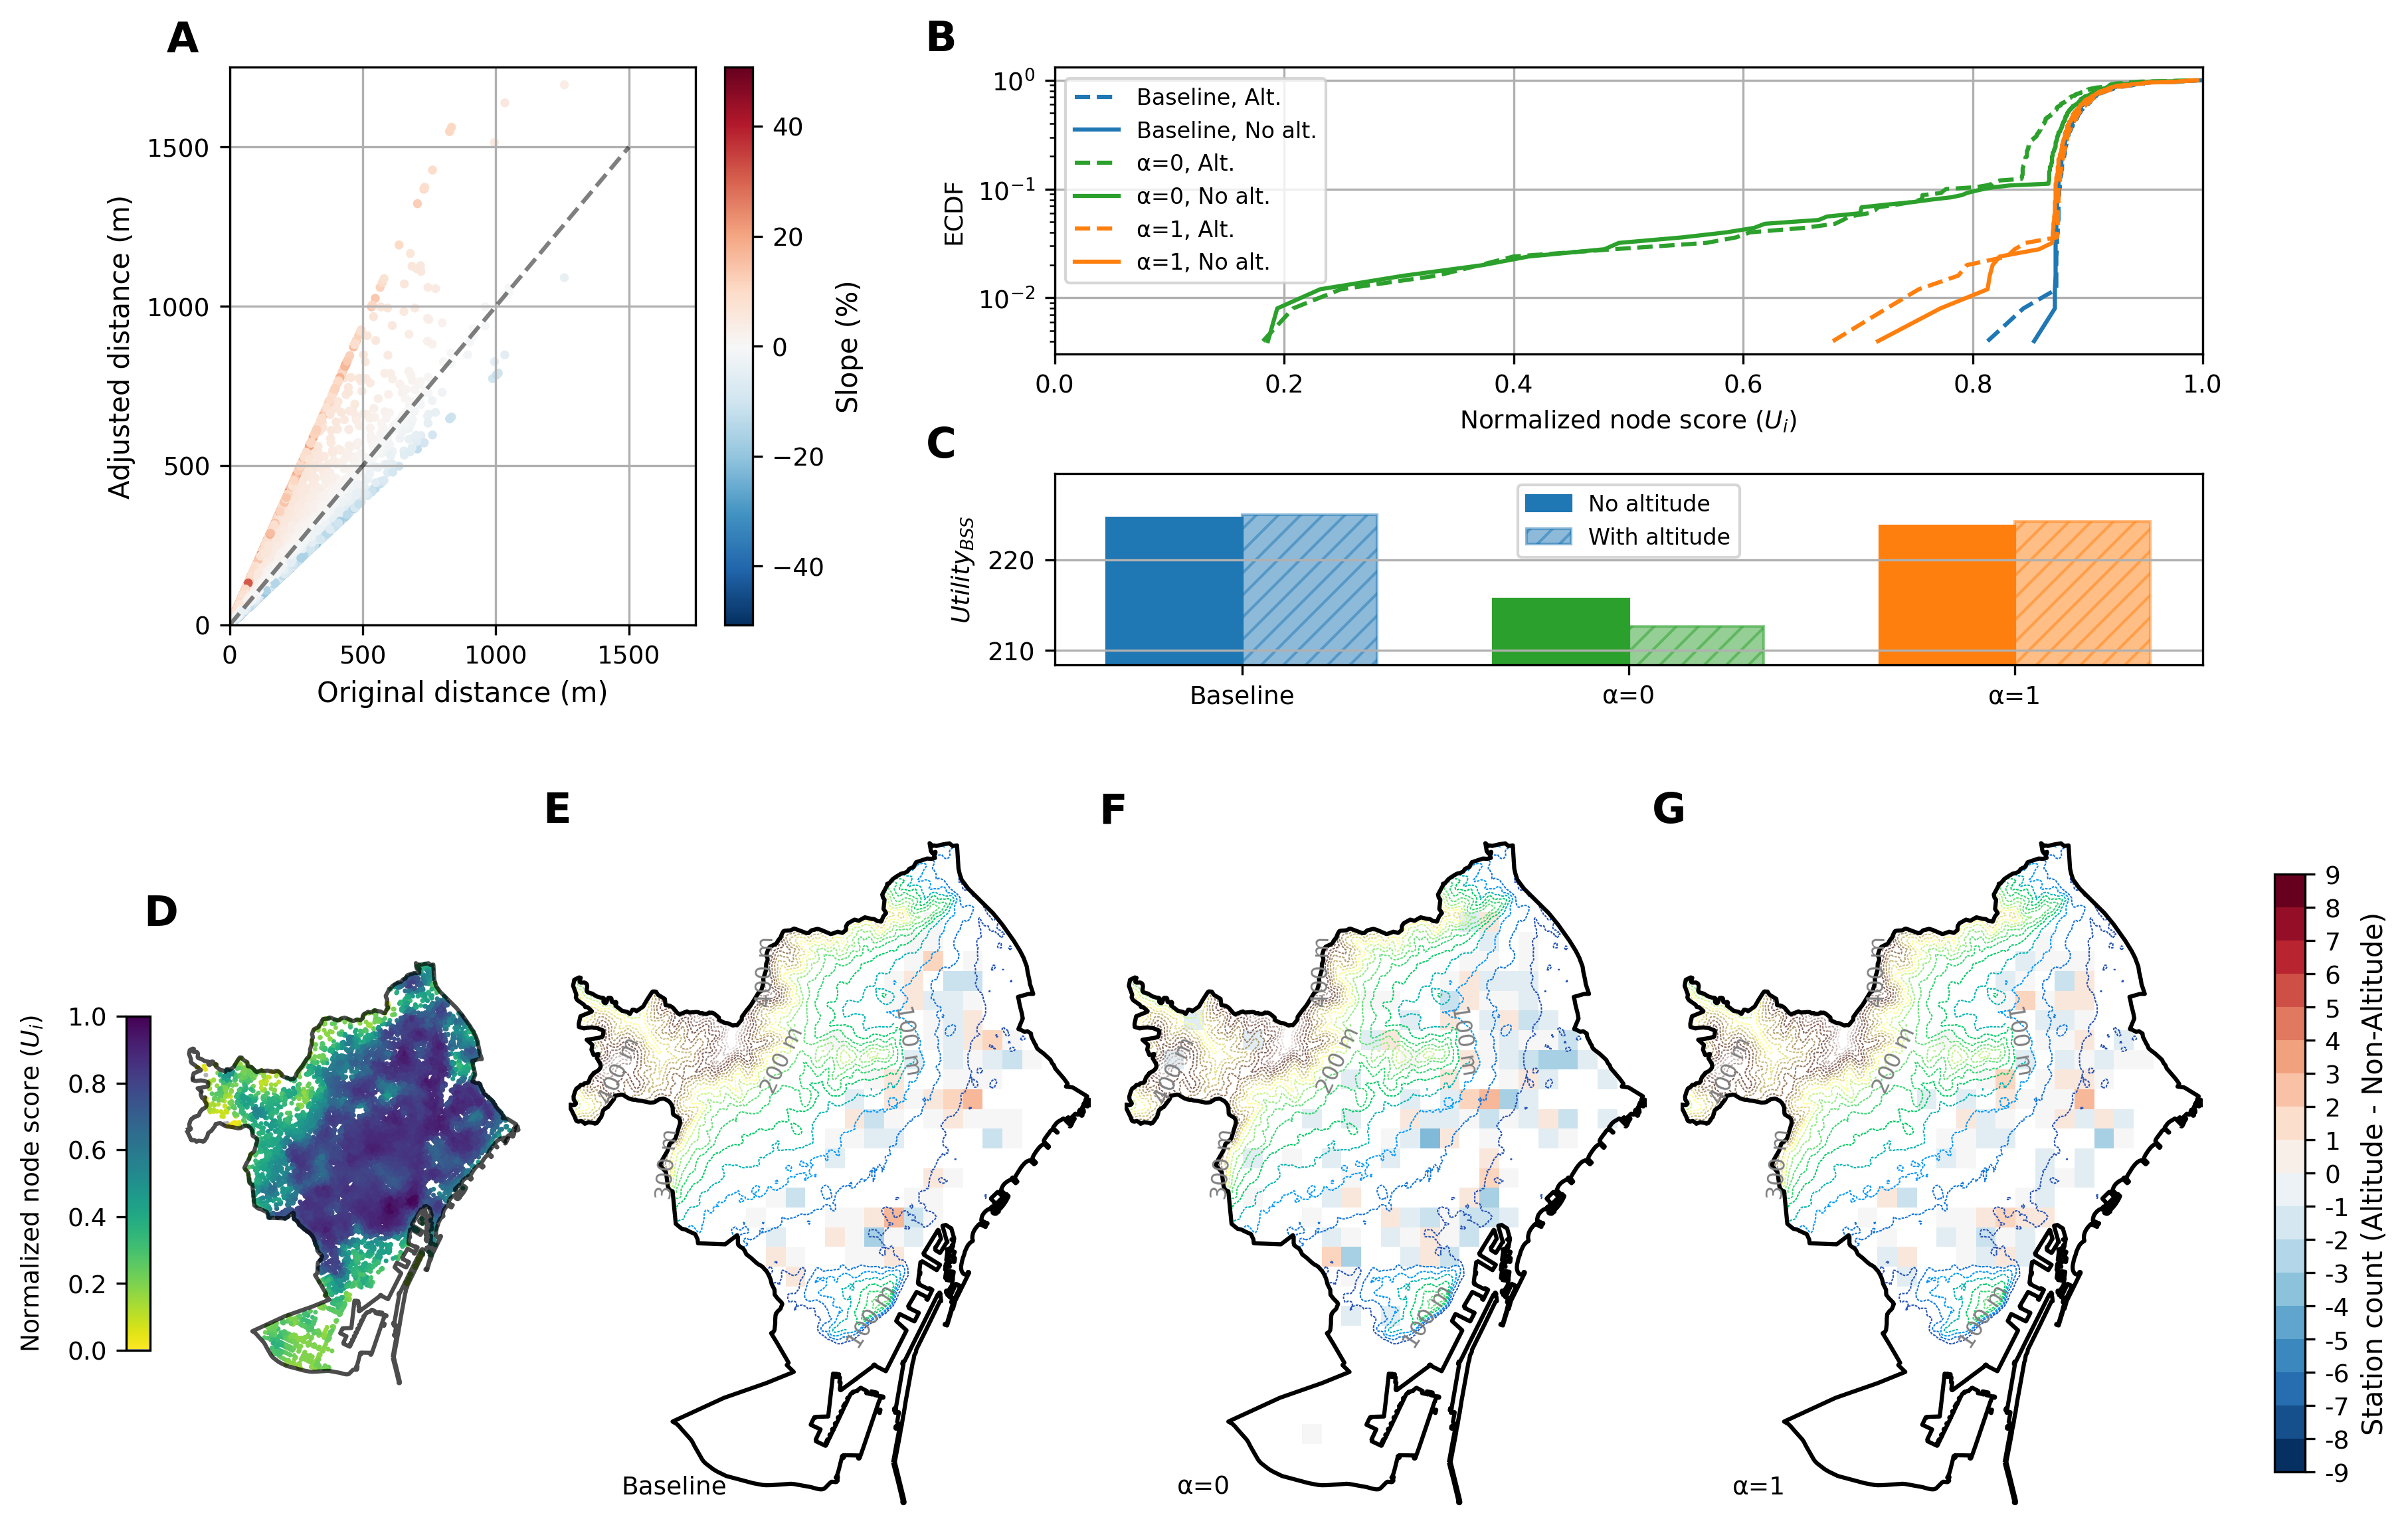 A
1500
1000
500
0
0
500
1000
1500
Adjusted distance (m)
Original distance (m)
40
20
0
−20
−40
Slope (%)
B
10⁰
10⁻¹
10⁻²
ECDF
Baseline, Alt.
Baseline, No alt.
α=0, Alt.
α=0, No alt.
α=1, Alt.
α=1, No alt.
0.0
0.2
0.4
0.6
0.8
1.0
Normalized node score (Uᵢ)
C
220
210
Utility_BSS
No altitude
With altitude
Baseline
α=0
α=1
D
Normalized node score (Uᵢ)
1.0
0.8
0.6
0.4
0.2
0.0
E
400 m
400 m
200 m
100 m
300 m
100 m
Baseline
F
400 m
400 m
200 m
100 m
300 m
100 m
α=0
G
400 m
400 m
200 m
100 m
300 m
100 m
α=1
9
8
7
6
5
4
3
2
1
0
-1
-2
-3
-4
-5
-6
-7
-8
-9
Station count (Altitude - Non-Altitude)